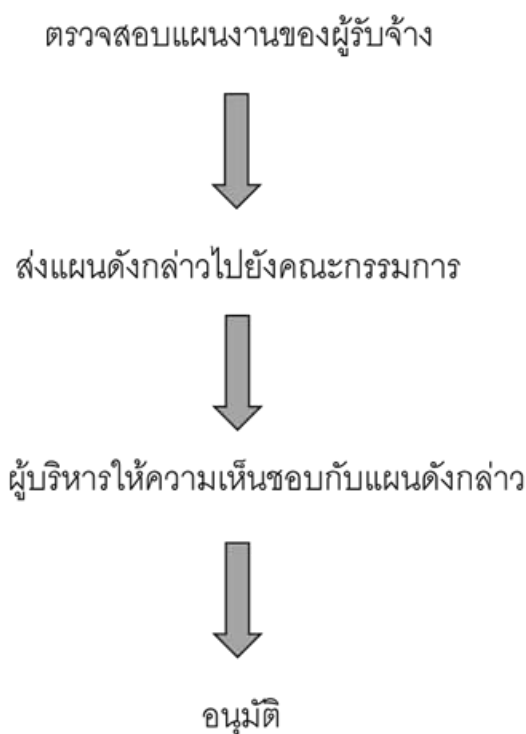 ตรวจสอบแผนงานของผู้รับจ้าง
ส่งแผนดังกล่าวไปยังคณะกรรมการ
ผู้บริหารให้ความเห็นชอบกับแผนดังกล่าว
อนุมัติ